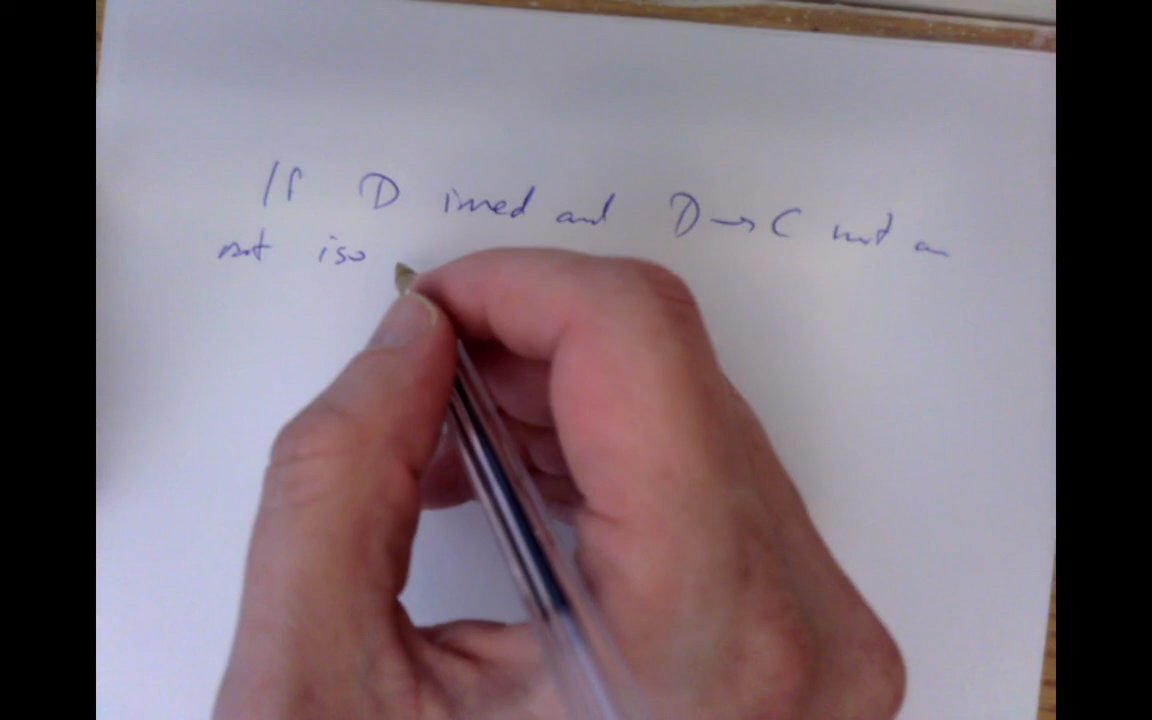 If D irred and D → C not an
not iso